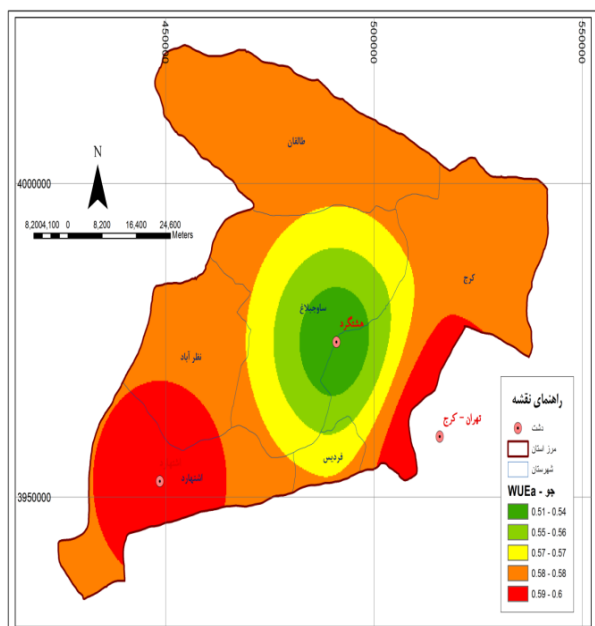 450000
500000
550000
طالقان
N
4000000
8,2004,100 0 8,200 16,400 24,600
Meters
کرج
ساوجبلاغ
هشتگرد
نظر آباد
تهران - کرج
فردیس
اشتهارد
3950000
راهنمای نقشه
دشت
مرز استان
شهرستان
WUEa - جو
0.51 - 0.54
0.55 - 0.56
0.57 - 0.57
0.58 - 0.58
0.59 - 0.6